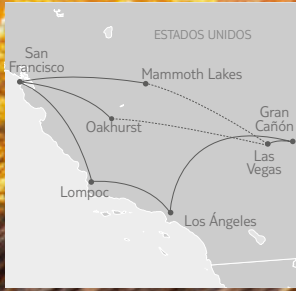 ESTADOS UNIDOS
San
Francisco
Mammoth Lakes
Gran
Cañón
Oakhurst
Las
Vegas
Lompoc
Los Ángeles